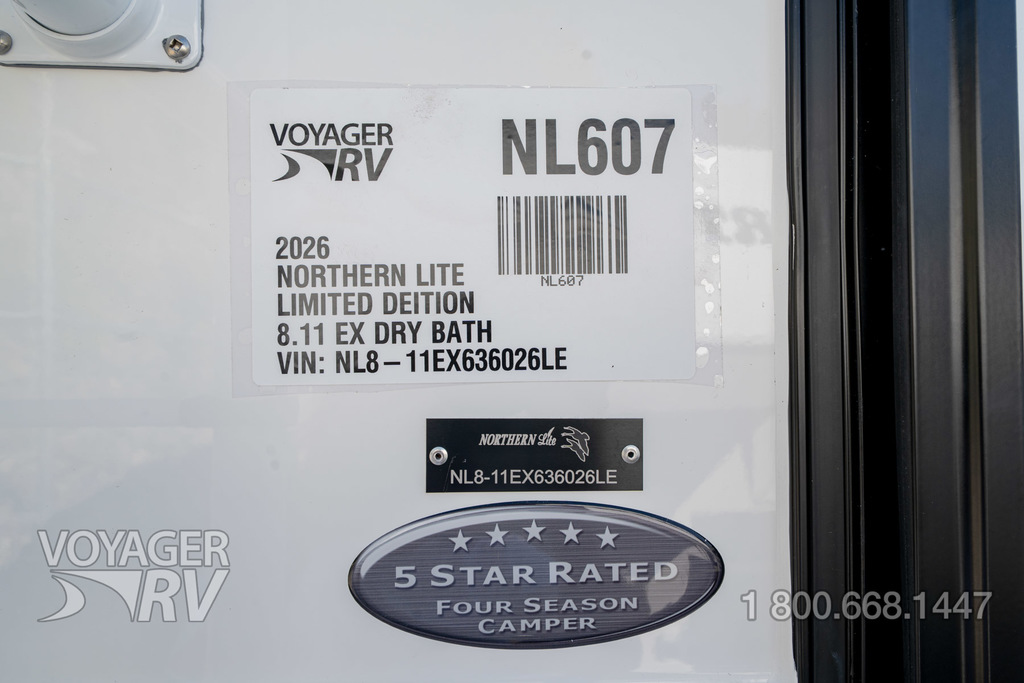 VOYAGER
RV
NL607
NL607
2026
NORTHERN LITE
LIMITED DEITION
8.11 EX DRY BATH
VIN: NL8-11EX636026LE
NORTHERN Lite
NL8-11EX636026LE
5 STAR RATED
FOUR SEASON
CAMPER
VOYAGER
RV
1 800.668.1447